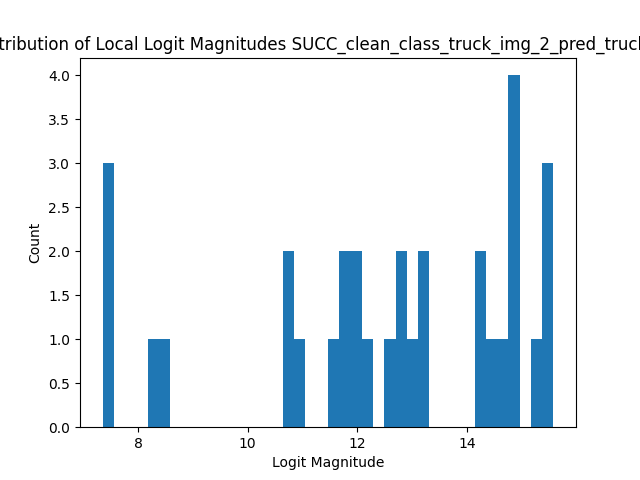 tribution of Local Logit Magnitudes SUCC_clean_class_truck_img_2_pred_truck
4.0
3.5
3.0
2.5
2.0
1.5
1.0
0.5
0.0
Count
8 10 12 14
Logit Magnitude